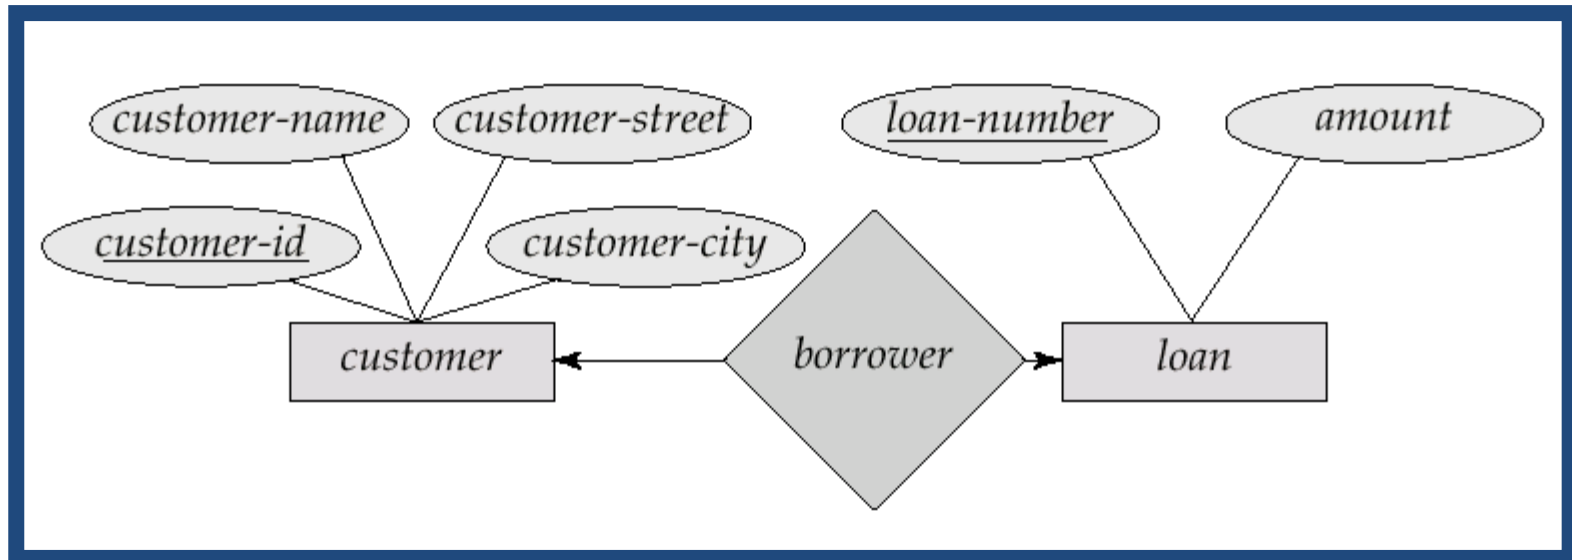 customer-name
customer-street
loan-number
amount
customer-id
customer-city
customer
borrower
loan